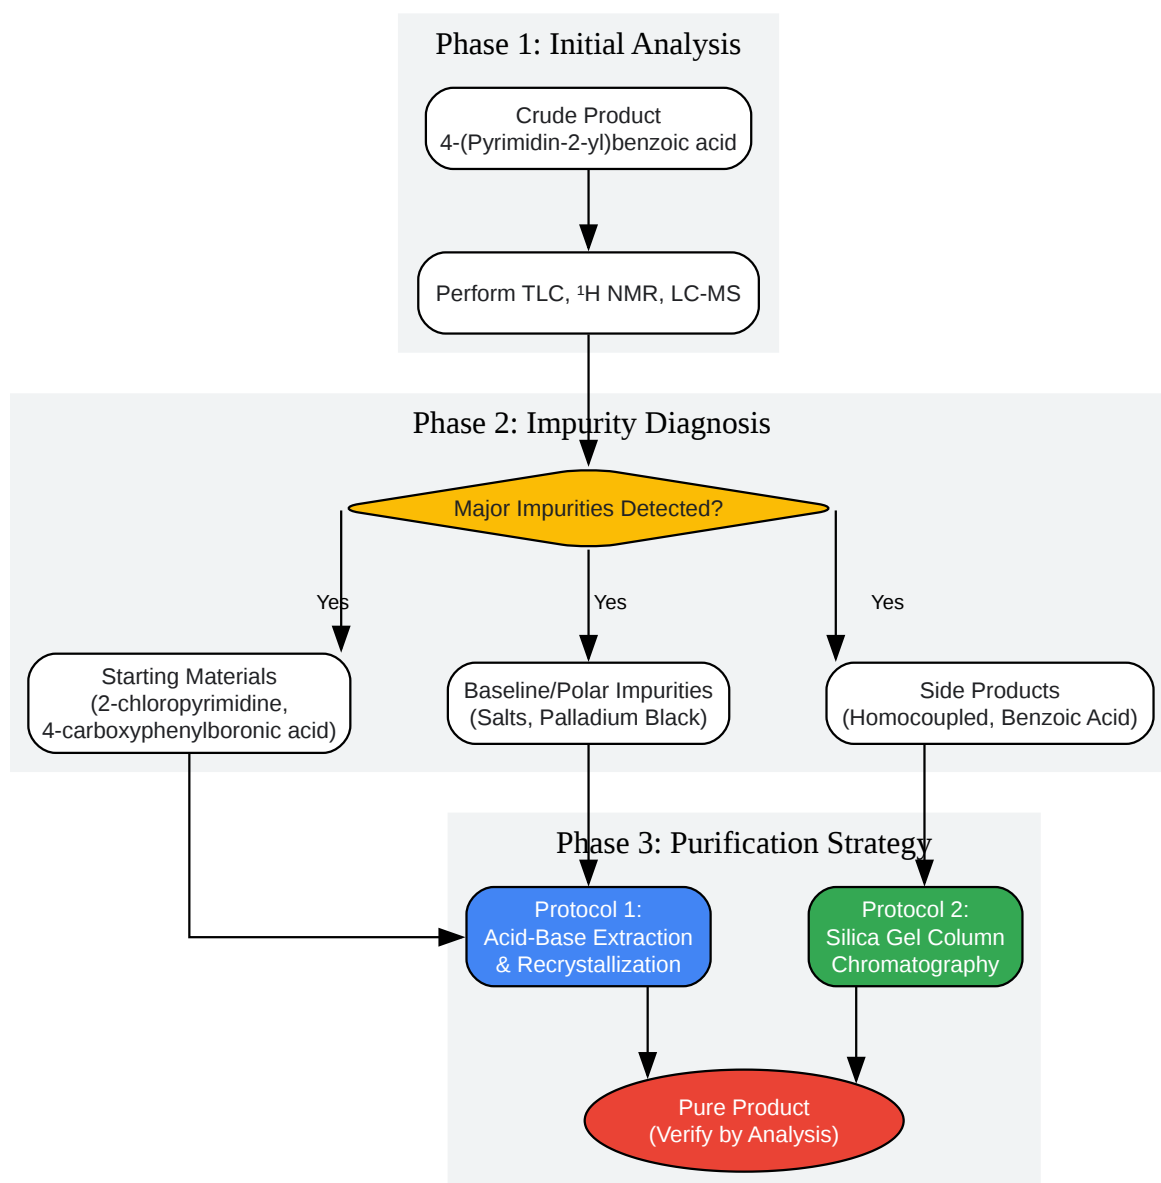 Phase 1: Initial Analysis
Crude Product
4-(Pyrimidin-2-yl)benzoic acid
Perform TLC, ¹H NMR, LC-MS
Phase 2: Impurity Diagnosis
Major Impurities Detected?
Yes
Yes
Yes
Starting Materials
(2-chloropyrimidine,
4-carboxyphenylboronic acid)
Baseline/Polar Impurities
(Salts, Palladium Black)
Side Products
(Homocoupled, Benzoic Acid)
Phase 3: Purification Strategy
Protocol 1:
Acid-Base Extraction
& Recrystallization
Protocol 2:
Silica Gel Column
Chromatography
Pure Product
(Verify by Analysis)